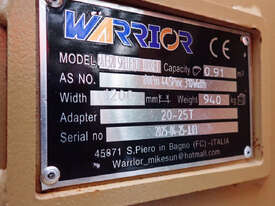 WARRIOR
CE
MODEL Capacity 0.91 m³
AS NO.
Width 1200 mm Weight 940 kg
Adapter 20-25T
Serial no
45871 S.Piero in Bagno (FC) -ITALIA
Warrior_mikesun@hotmail.com